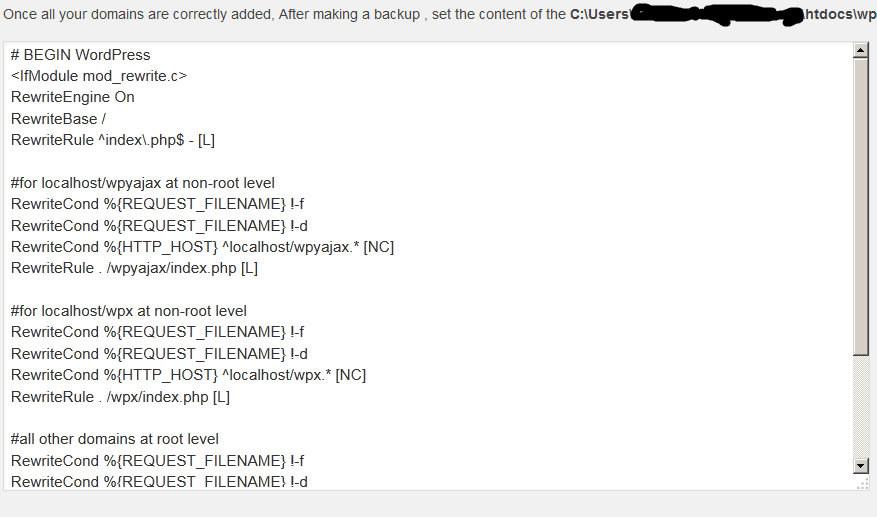 Once all your domains are correctly added, After making a backup , set the content of the C:\Users\ \htdocs\wp
# BEGIN WordPress
<IfModule mod_rewrite.c>
RewriteEngine On
RewriteBase /
RewriteRule ^index\.php$ - [L]
#for localhost/wpyajax at non-root level
RewriteCond %{REQUEST_FILENAME} !-f
RewriteCond %{REQUEST_FILENAME} !-d
RewriteCond %{HTTP_HOST} ^localhost/wpyajax.* [NC]
RewriteRule . /wpyajax/index.php [L]
#for localhost/wpx at non-root level
RewriteCond %{REQUEST_FILENAME} !-f
RewriteCond %{REQUEST_FILENAME} !-d
RewriteCond %{HTTP_HOST} ^localhost/wpx.* [NC]
RewriteRule . /wpx/index.php [L]
#all other domains at root level
RewriteCond %{REQUEST_FILENAME} !-f
RewriteCond %{REQUEST_FILENAME} !-d